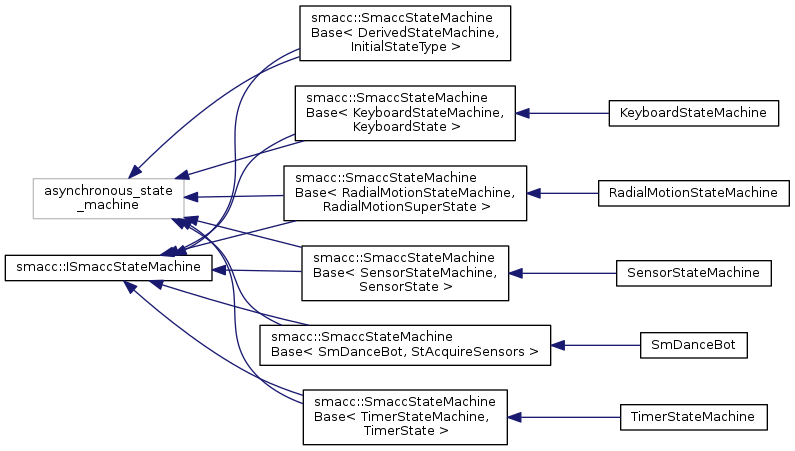 smacc::SmaccStateMachine
Base< DerivedStateMachine,
InitialStateType >
smacc::SmaccStateMachine
Base< KeyboardStateMachine,
KeyboardState >
KeyboardStateMachine
asynchronous_state
_machine
smacc::SmaccStateMachine
Base< RadialMotionStateMachine,
RadialMotionSuperState >
RadialMotionStateMachine
smacc::ISmaccStateMachine
smacc::SmaccStateMachine
Base< SensorStateMachine,
SensorState >
SensorStateMachine
smacc::SmaccStateMachine
Base< SmDanceBot, StAcquireSensors >
SmDanceBot
smacc::SmaccStateMachine
Base< TimerStateMachine,
TimerState >
TimerStateMachine